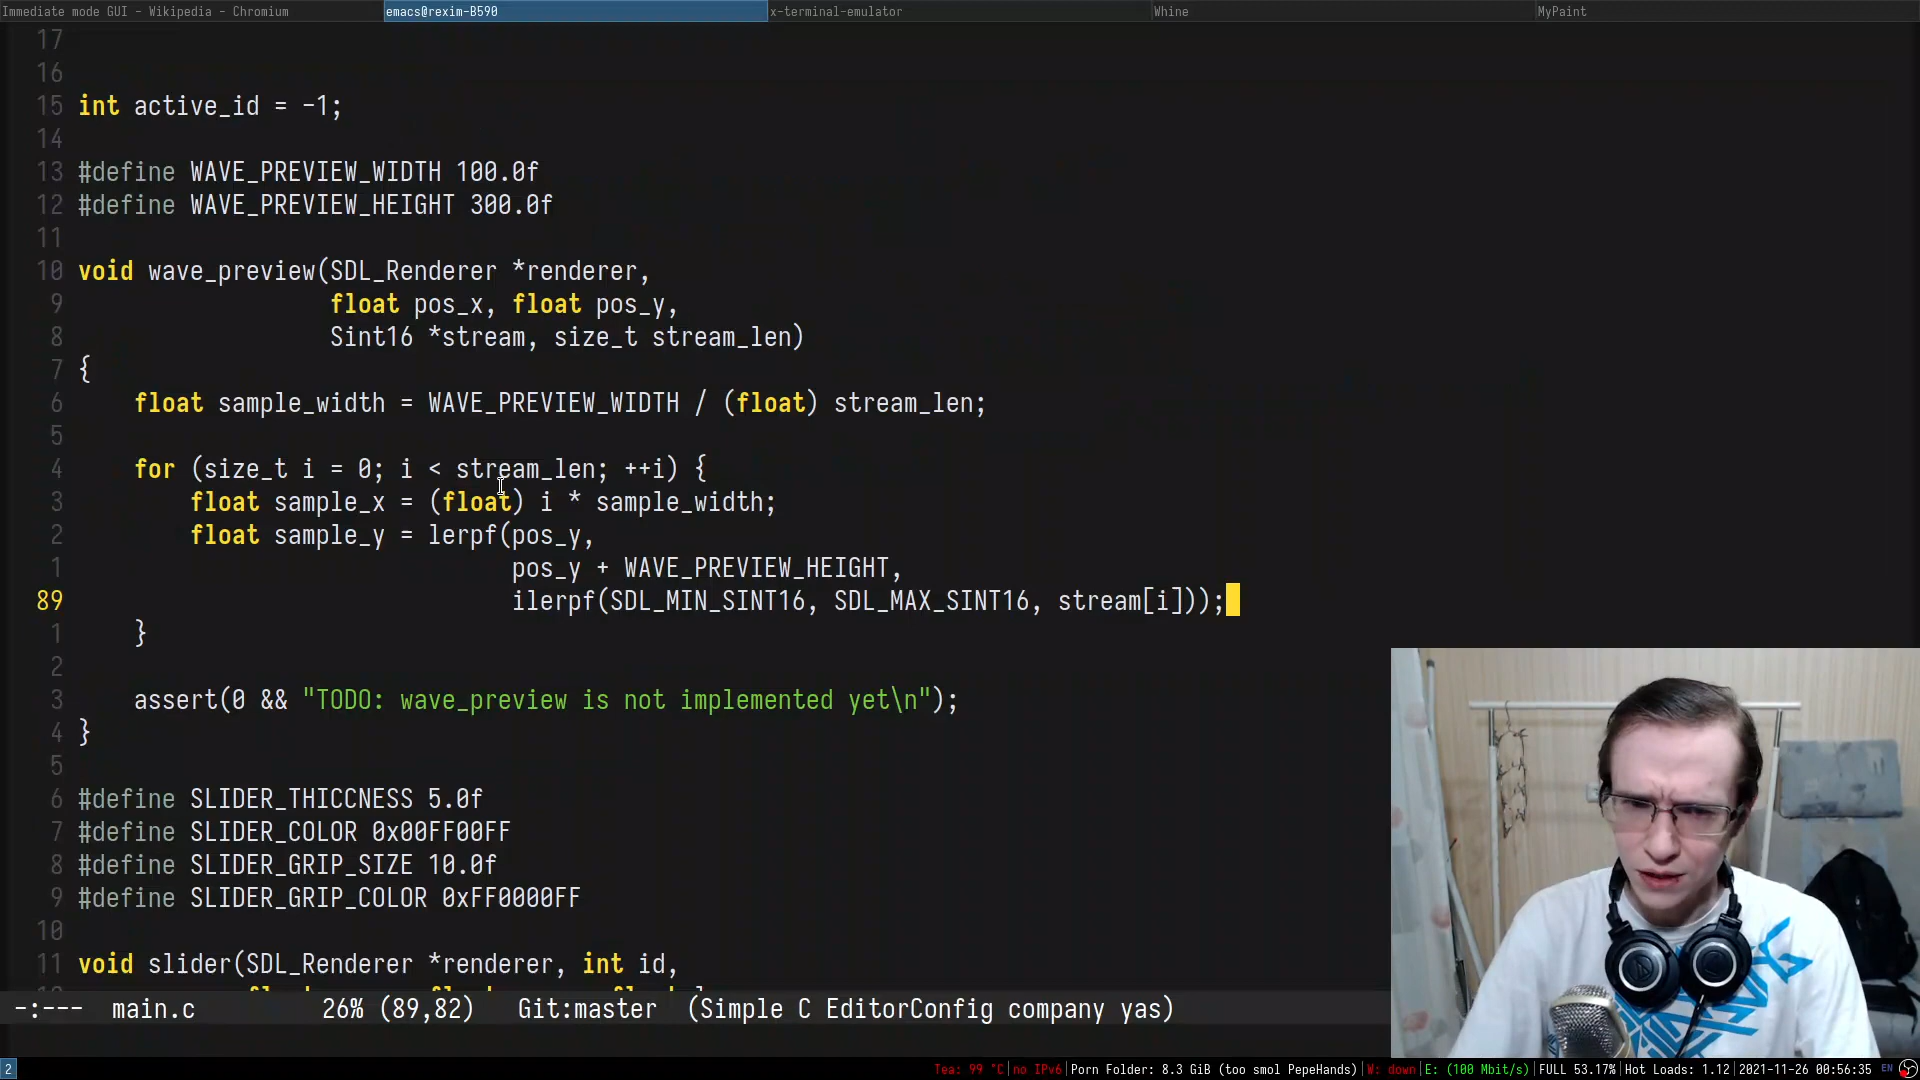 Immediate mode GUI - Wikipedia - Chromium emacs@rexim-B590 x-terminal-emulator Whine MyPaint
17
16
15 int active_id = -1;
14
13 #define WAVE_PREVIEW_WIDTH 100.0f
12 #define WAVE_PREVIEW_HEIGHT 300.0f
11
10 void wave_preview(SDL_Renderer *renderer,
9 float pos_x, float pos_y,
8 Sint16 *stream, size_t stream_len)
7 {
6 float sample_width = WAVE_PREVIEW_WIDTH / (float) stream_len;
5
4 for (size_t i = 0; i < stream_len; ++i) {
3 float sample_x = (float) i * sample_width;
2 float sample_y = lerpf(pos_y,
1 pos_y + WAVE_PREVIEW_HEIGHT,
89 ilerpf(SDL_MIN_SINT16, SDL_MAX_SINT16, stream[i]));
1 }
2
3 assert(0 && "TODO: wave_preview is not implemented yet\n");
4 }
5
6 #define SLIDER_THICCNESS 5.0f
7 #define SLIDER_COLOR 0x00FF00FF
8 #define SLIDER_GRIP_SIZE 10.0f
9 #define SLIDER_GRIP_COLOR 0xFF0000FF
10
11 void slider(SDL_Renderer *renderer, int id,
-:--- main.c 26% (89,82) Git:master (Simple C EditorConfig company yas)
2 Tea: 99 °C|no IPv6|Porn Folder: 8.3 GiB (too smol PepeHands)|W: down|E: (100 Mbit/s)|FULL 53.17%|Hot Loads: 1.12|2021-11-26 00:56:35 EN